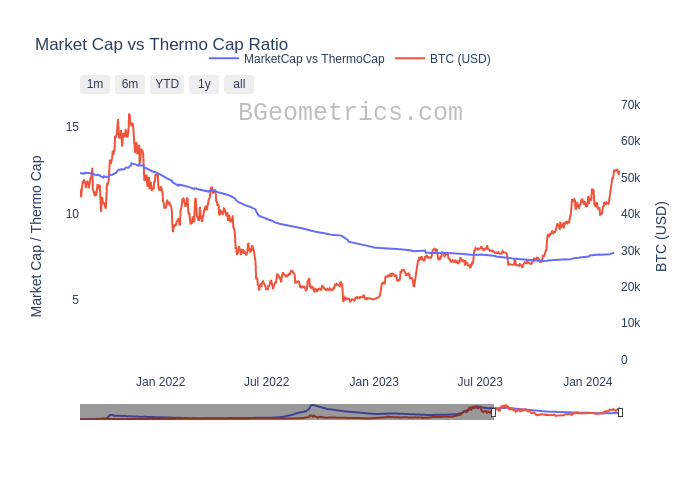 Market Cap vs Thermo Cap Ratio
MarketCap vs ThermoCap
BTC (USD)
1m 6m YTD 1y all
BGeometrics.com
15
10
5
Market Cap / Thermo Cap
70k
60k
50k
40k
30k
20k
10k
0
BTC (USD)
Jan 2022 Jul 2022 Jan 2023 Jul 2023 Jan 2024